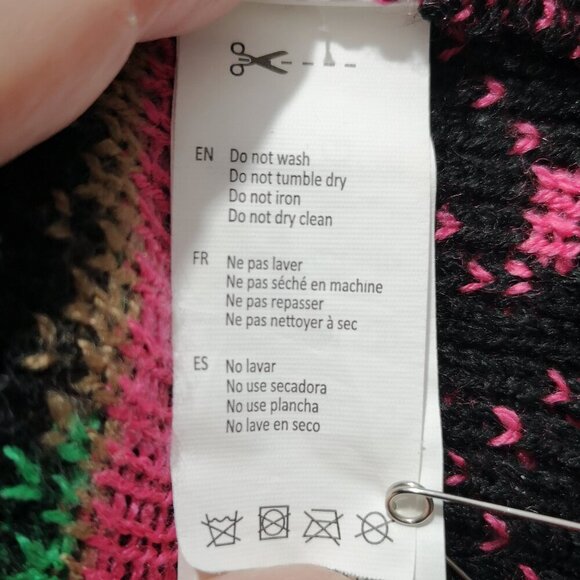 EN Do not wash
Do not tumble dry
Do not iron
Do not dry clean
FR Ne pas laver
Ne pas séché en machine
Ne pas repasser
Ne pas nettoyer à sec
ES No lavar
No use secadora
No use plancha
No lave en seco